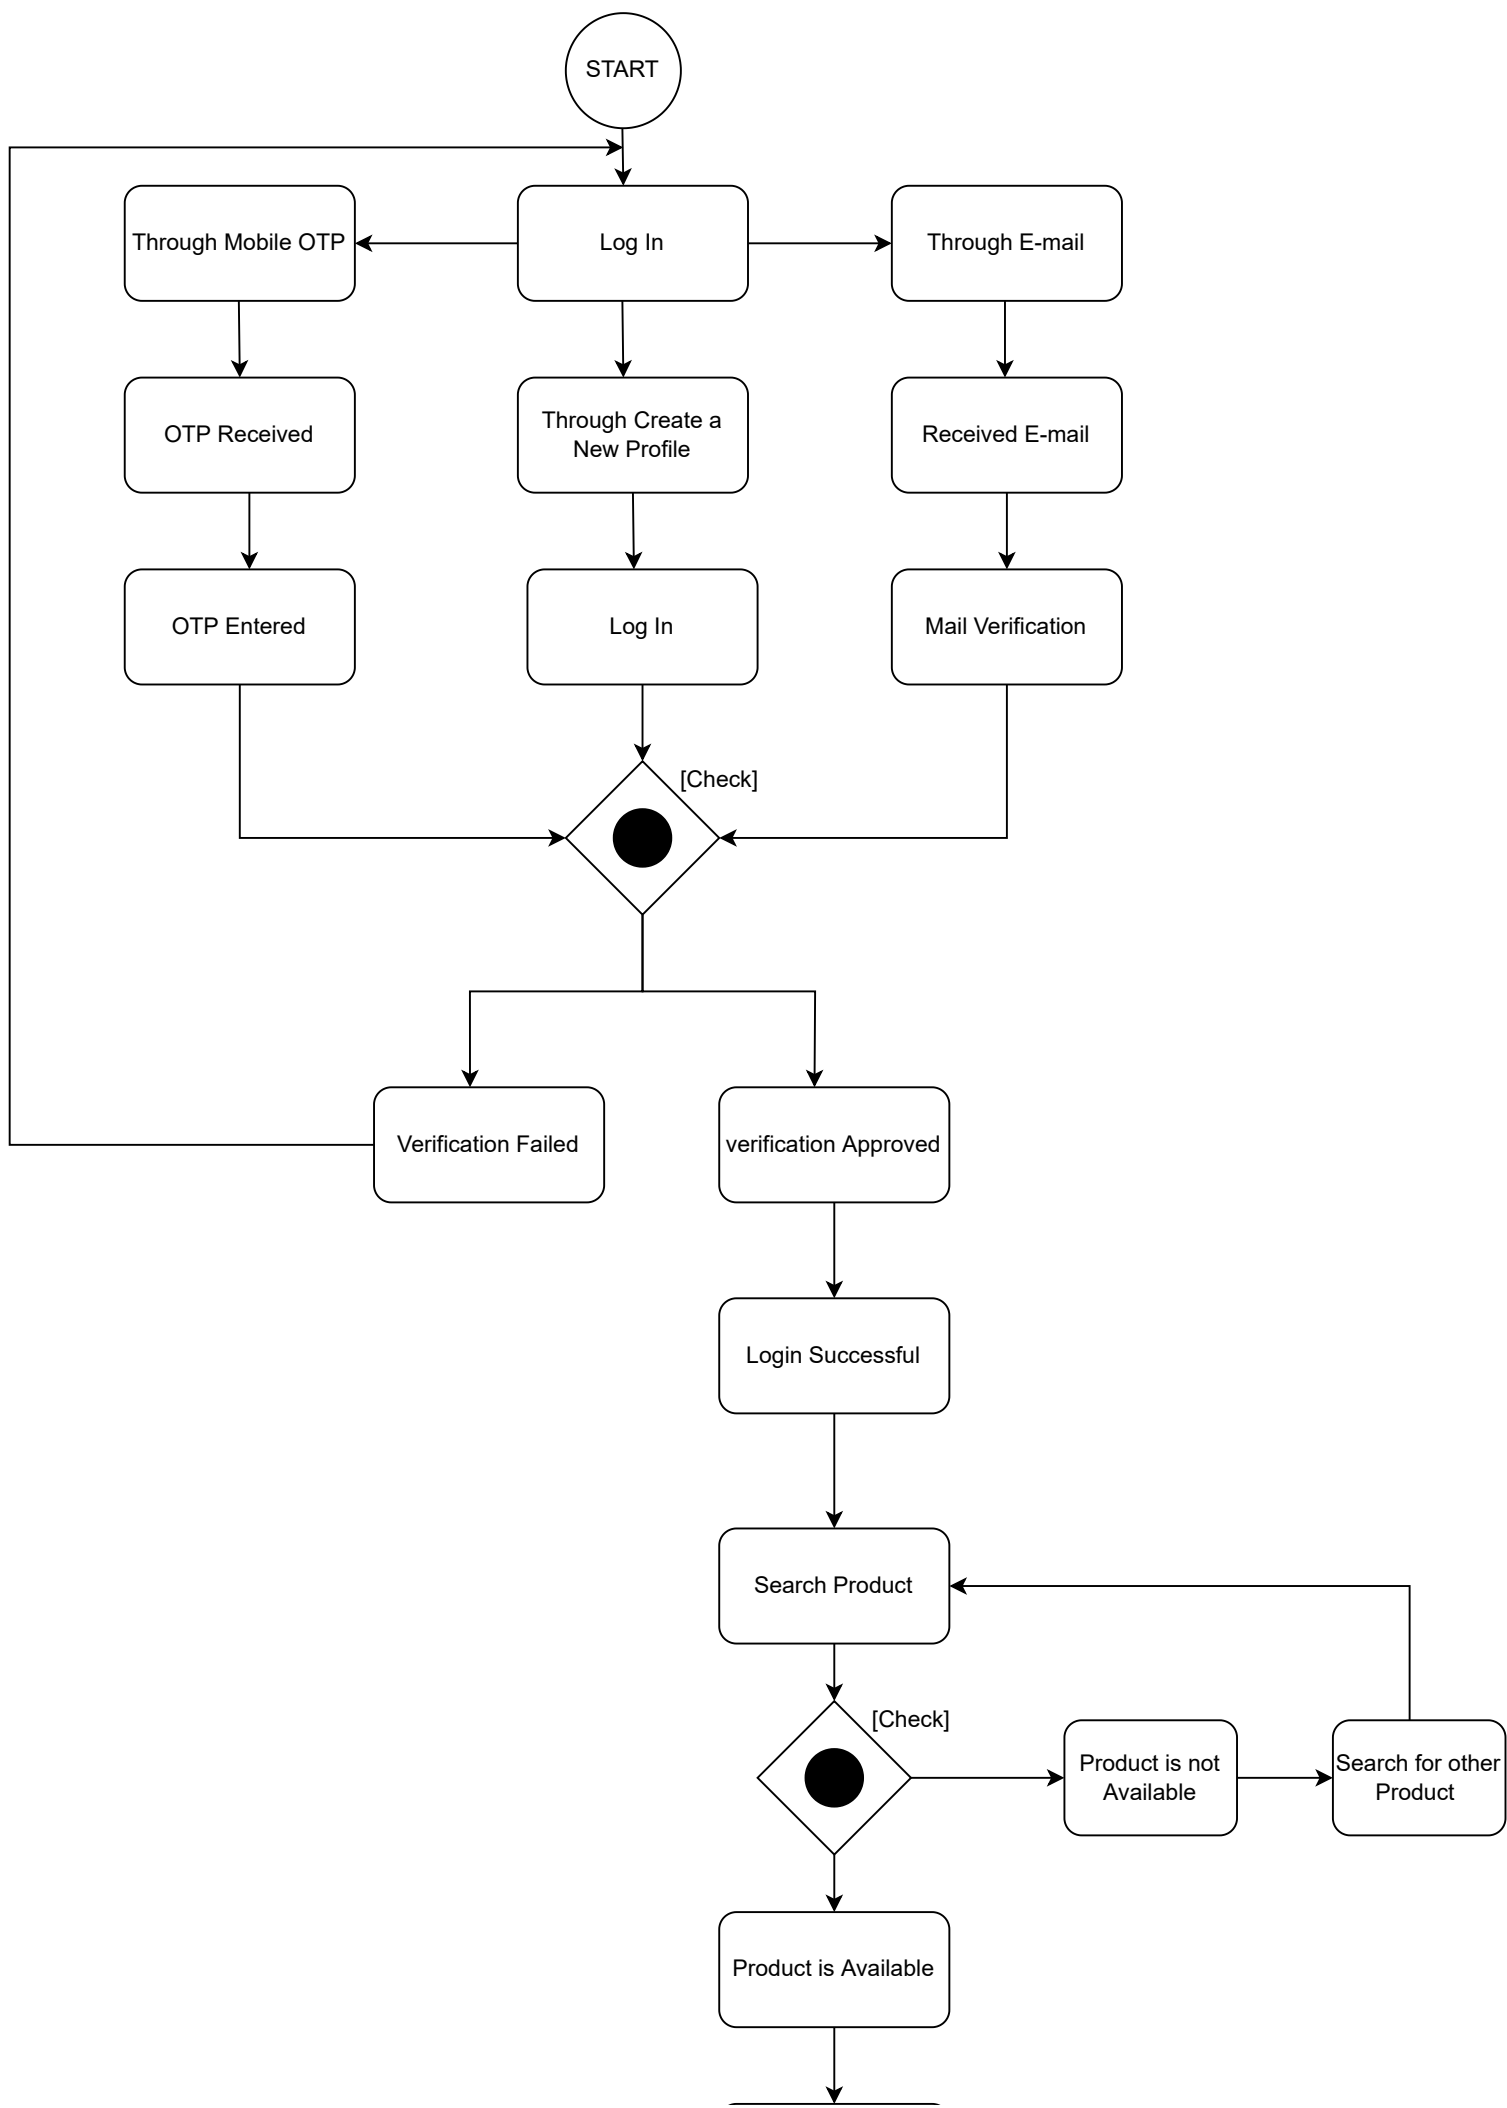 START
Through Mobile OTP
Log In
Through E-mail
OTP Received
Through Create a
New Profile
Received E-mail
OTP Entered
Log In
Mail Verification
[Check]
Verification Failed
verification Approved
Login Successful
Search Product
[Check]
Product is not
Available
Search for other
Product
Product is Available